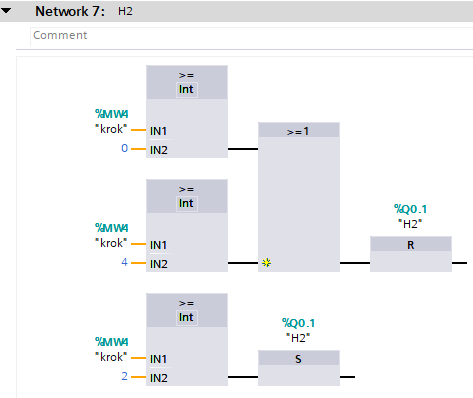 Network 7: H2
Comment
>=
Int
%MW4
"krok" IN1
0 IN2
>=1
>=
Int
%MW4
"krok" IN1
4 IN2
%Q0.1
"H2"
R
>=
Int
%MW4
"krok" IN1
2 IN2
%Q0.1
"H2"
S